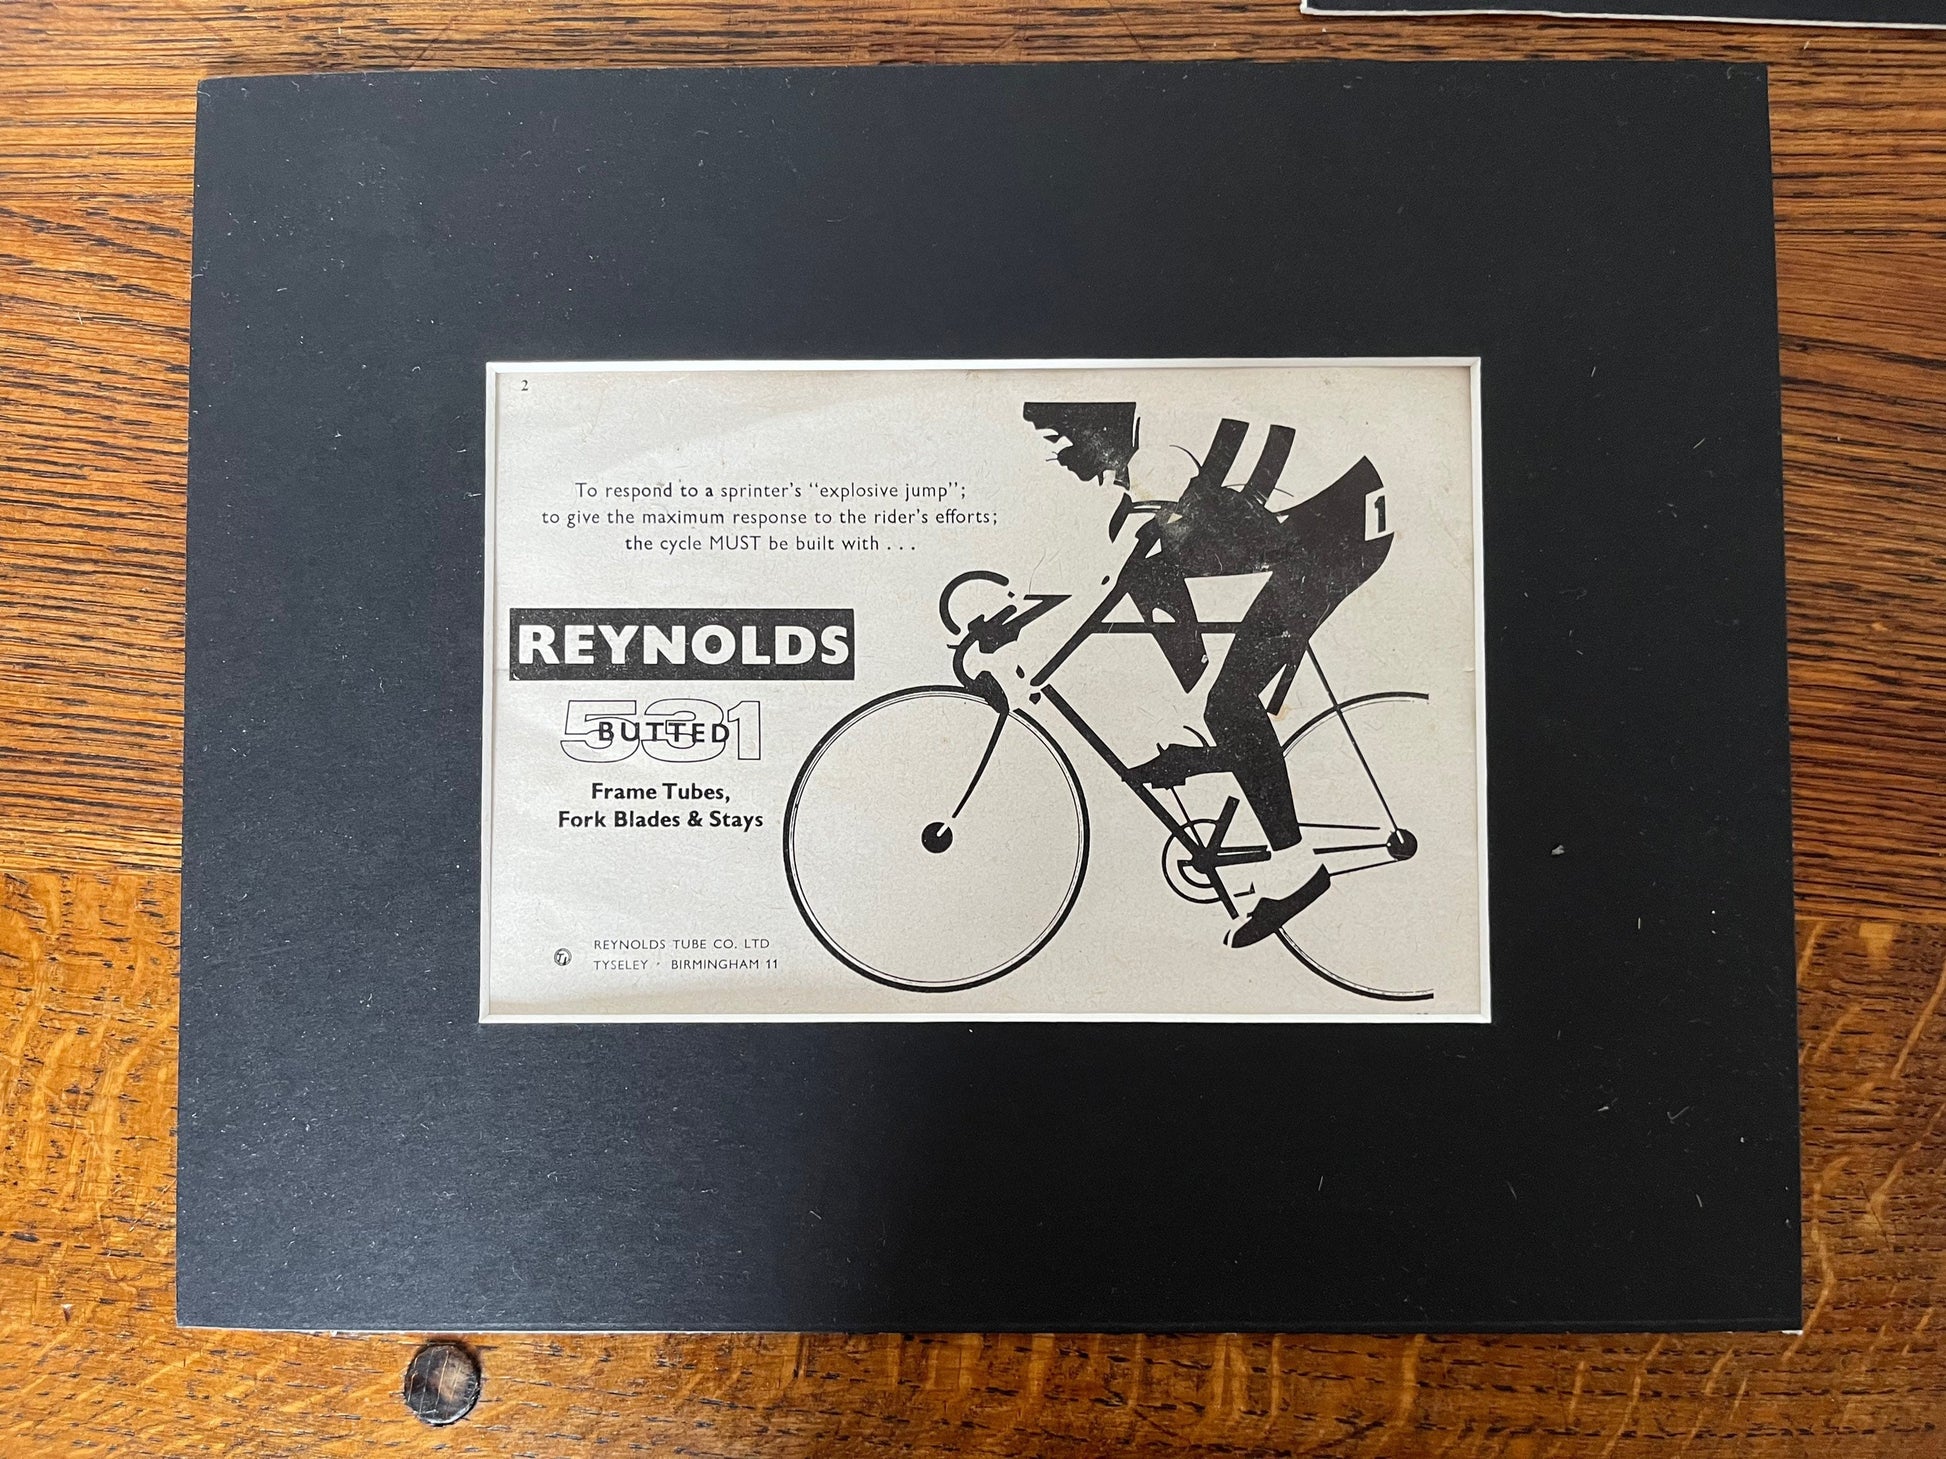 2
To respond to a sprinter's "explosive jump";
to give the maximum response to the rider's efforts;
the cycle MUST be built with . . .
REYNOLDS
531
BUTTED
Frame Tubes,
Fork Blades & Stays
REYNOLDS TUBE CO. LTD
TYSELEY · BIRMINGHAM 11
1